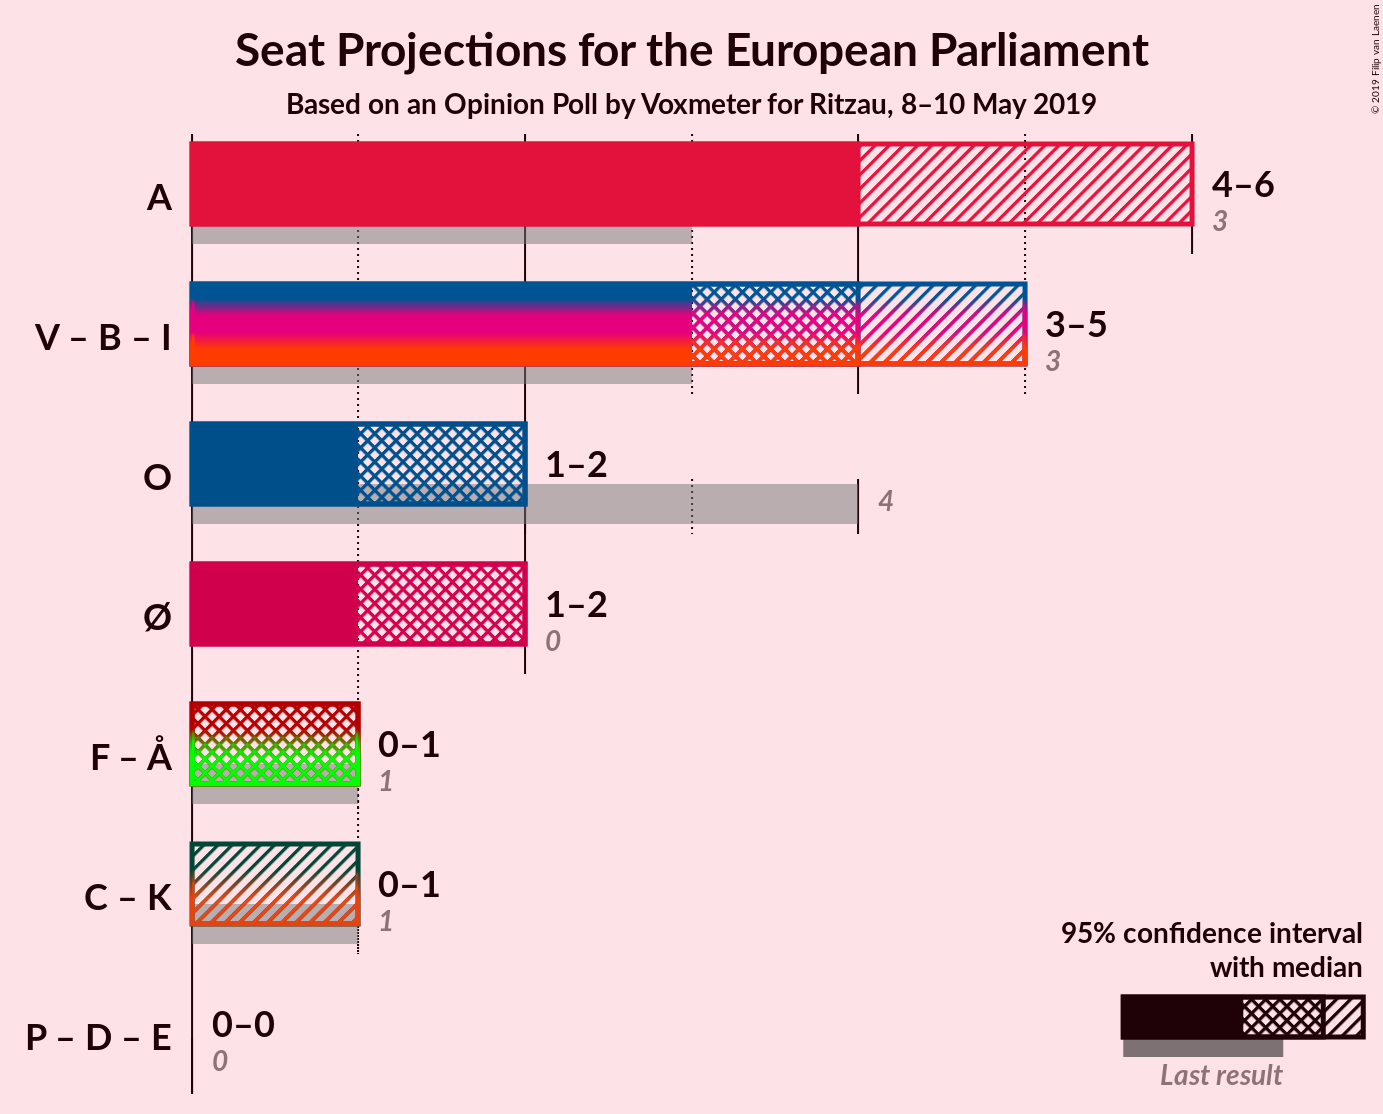 Seat Projections for the European Parliament
Based on an Opinion Poll by Voxmeter for Ritzau, 8–10 May 2019
© 2019 Filip van Laenen
A
4–6
3
V – B – I
3–5
3
O
1–2
4
Ø
1–2
0
F – Å
0–1
1
C – K
0–1
1
P – D – E
0–0
0
95% confidence interval
with median
Last result